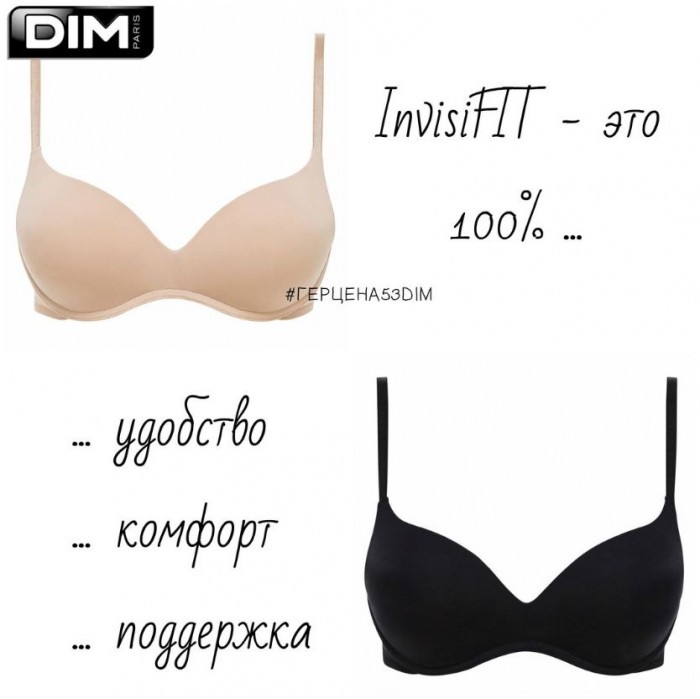 DIM
PARIS
InvisiFIT - это
100% ...
#ГЕРЦЕНА53DIM
... удобство
... комфорт
... поддержка